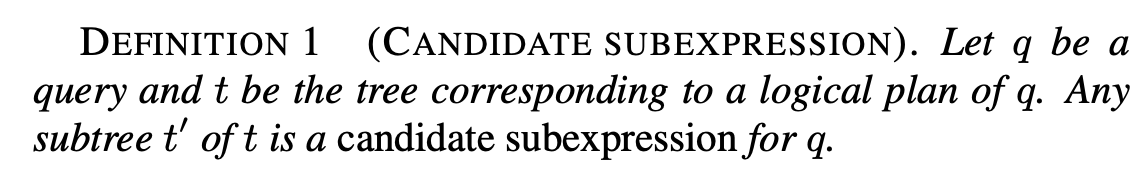 DEFINITION 1 (CANDIDATE SUBEXPRESSION). Let q be a
query and t be the tree corresponding to a logical plan of q. Any
subtree t′ of t is a candidate subexpression for q.